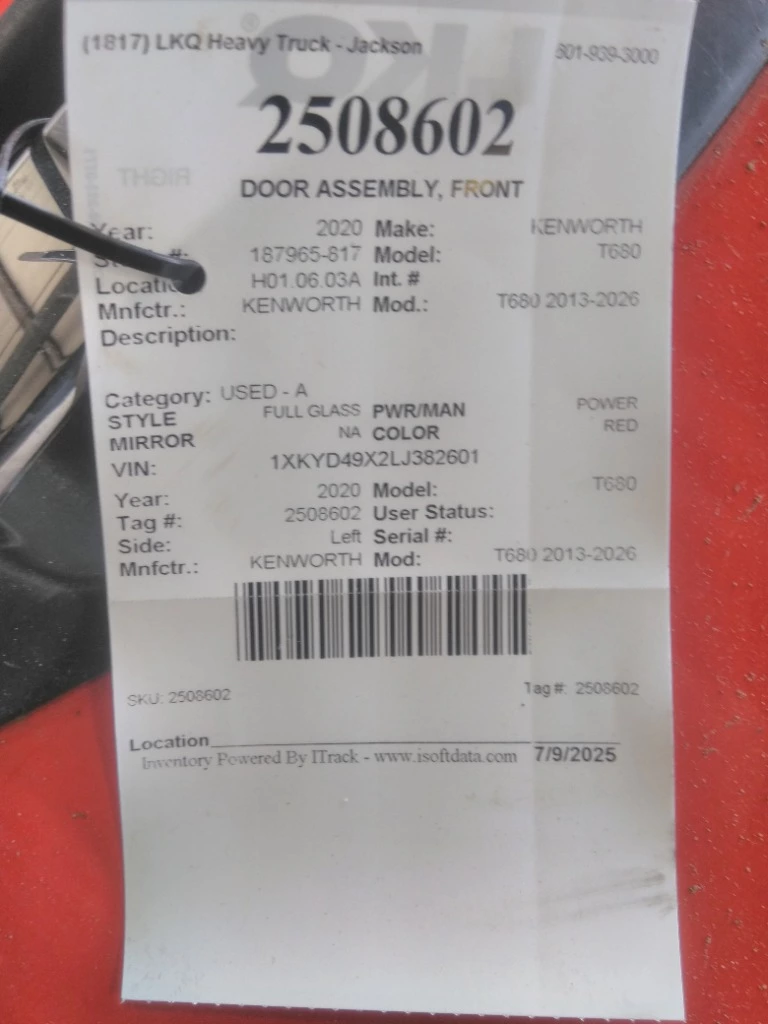 (1817) LKQ Heavy Truck - Jackson 601-939-3000
2508602
DOOR ASSEMBLY, FRONT
Year: 2020 Make: KENWORTH
#: 187965-817 Model: T680
Location H01.06.03A Int. #
Mnfctr.: KENWORTH Mod.: T680 2013-2026
Description:
Category: USED - A
STYLE FULL GLASS PWR/MAN POWER
MIRROR NA COLOR RED
VIN: 1XKYD49X2LJ382601
Year: 2020 Model: T680
Tag #: 2508602 User Status:
Side: Left Serial #:
Mnfctr.: KENWORTH Mod: T680 2013-2026
SKU: 2508602 Tag #: 2508602
Location
Inventory Powered By ITrack - www.isoftdata.com 7/9/2025